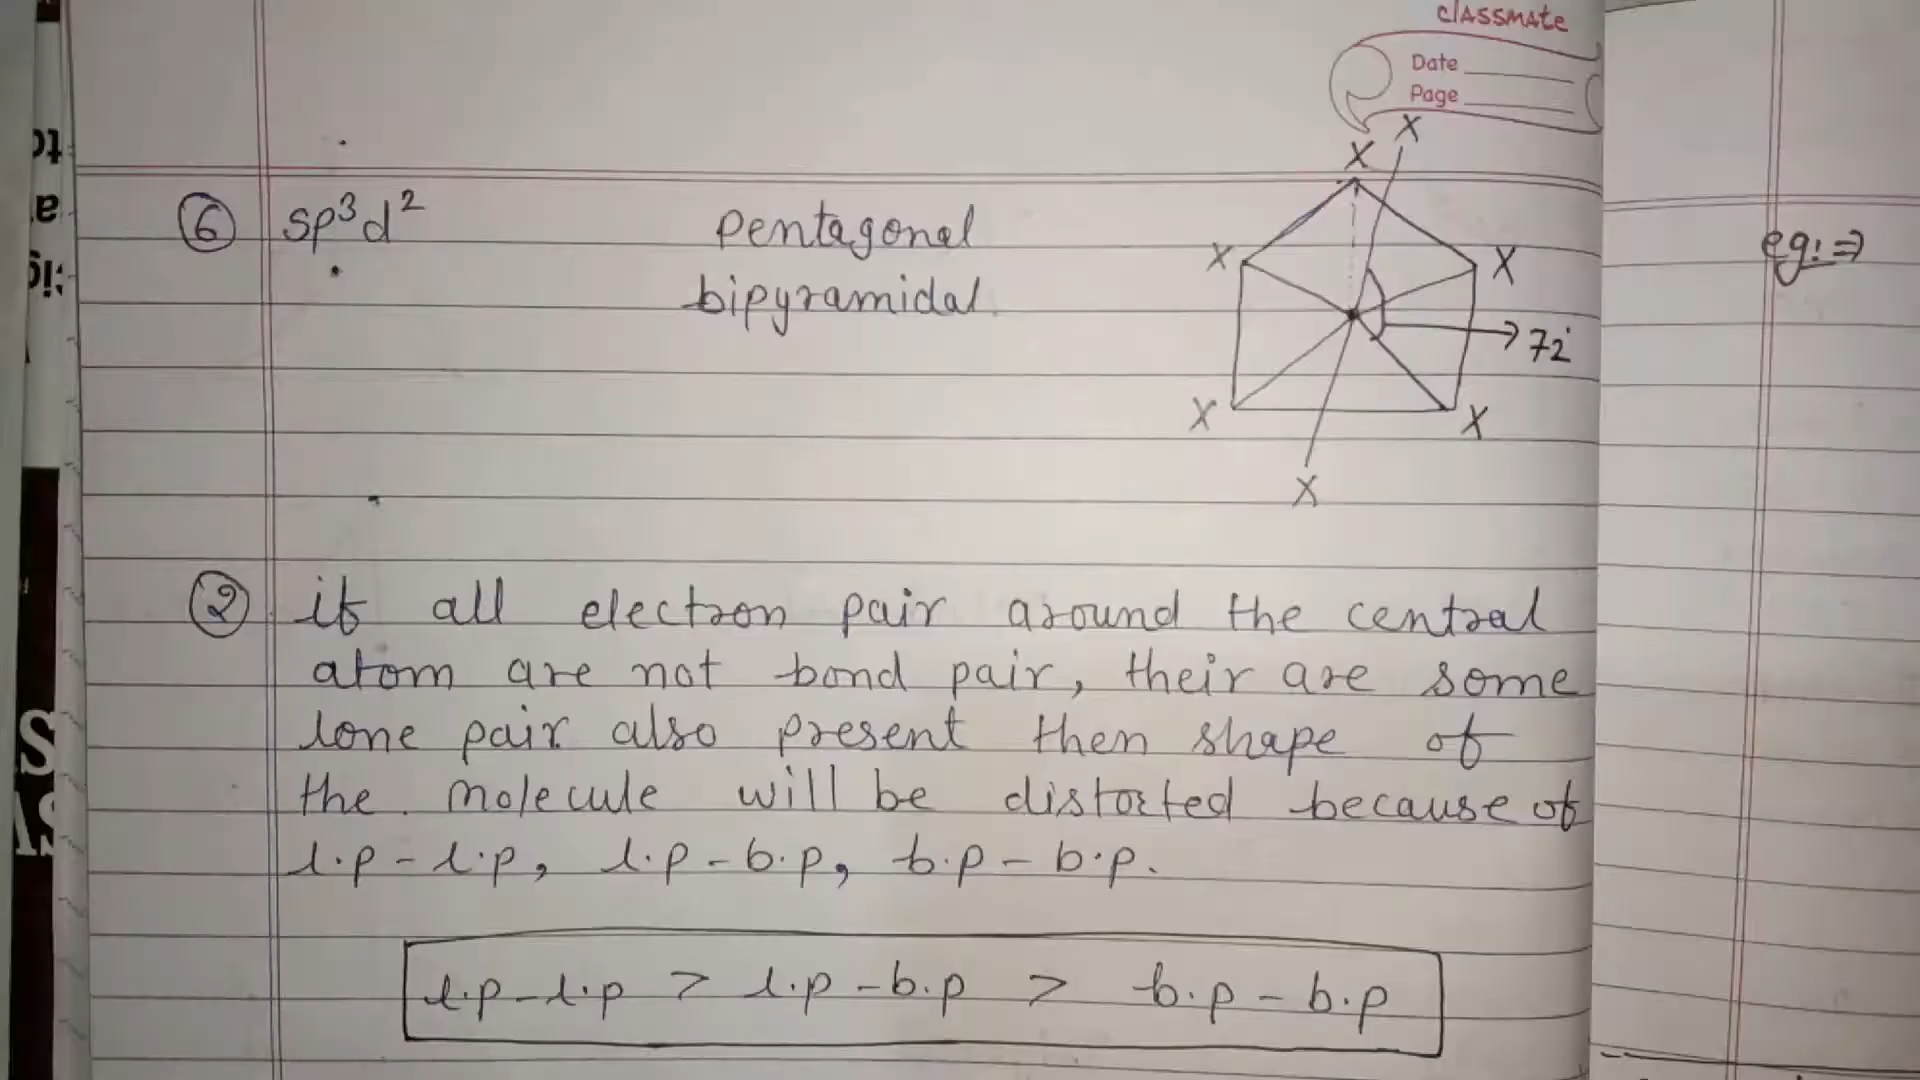 classmate
Date
Page
X
X
⑥ sp³d² Pentagonal
bipyramidal
X
X
72°
X
X
X
eg:⇒
② if all electron pair around the central
atom are not bond pair, their are some
lone pair also present then shape of
the molecule will be distorted because of
l.p - l.p, l.p - b.p, b.p - b.p.
l.p - l.p > l.p - b.p > b.p - b.p